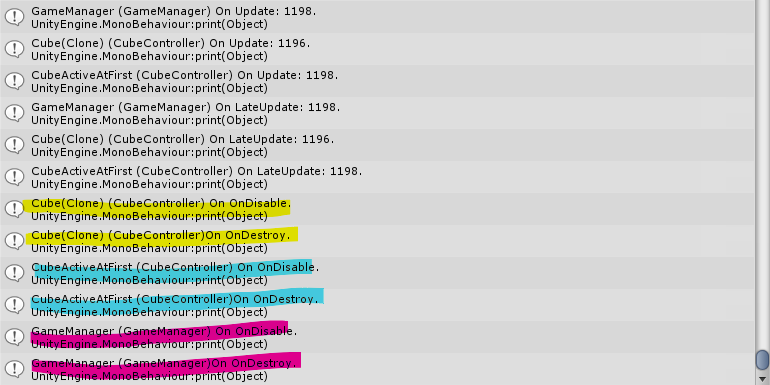 GameManager (GameManager) On Update: 1198.
UnityEngine.MonoBehaviour:print(Object)
Cube(Clone) (CubeController) On Update: 1196.
UnityEngine.MonoBehaviour:print(Object)
CubeActiveAtFirst (CubeController) On Update: 1198.
UnityEngine.MonoBehaviour:print(Object)
GameManager (GameManager) On LateUpdate: 1198.
UnityEngine.MonoBehaviour:print(Object)
Cube(Clone) (CubeController) On LateUpdate: 1196.
UnityEngine.MonoBehaviour:print(Object)
CubeActiveAtFirst (CubeController) On LateUpdate: 1198.
UnityEngine.MonoBehaviour:print(Object)
Cube(Clone) (CubeController) On OnDisable.
UnityEngine.MonoBehaviour:print(Object)
Cube(Clone) (CubeController)On OnDestroy.
UnityEngine.MonoBehaviour:print(Object)
CubeActiveAtFirst (CubeController) On OnDisable.
UnityEngine.MonoBehaviour:print(Object)
CubeActiveAtFirst (CubeController)On OnDestroy.
UnityEngine.MonoBehaviour:print(Object)
GameManager (GameManager) On OnDisable.
UnityEngine.MonoBehaviour:print(Object)
GameManager (GameManager)On OnDestroy.
UnityEngine.MonoBehaviour:print(Object)